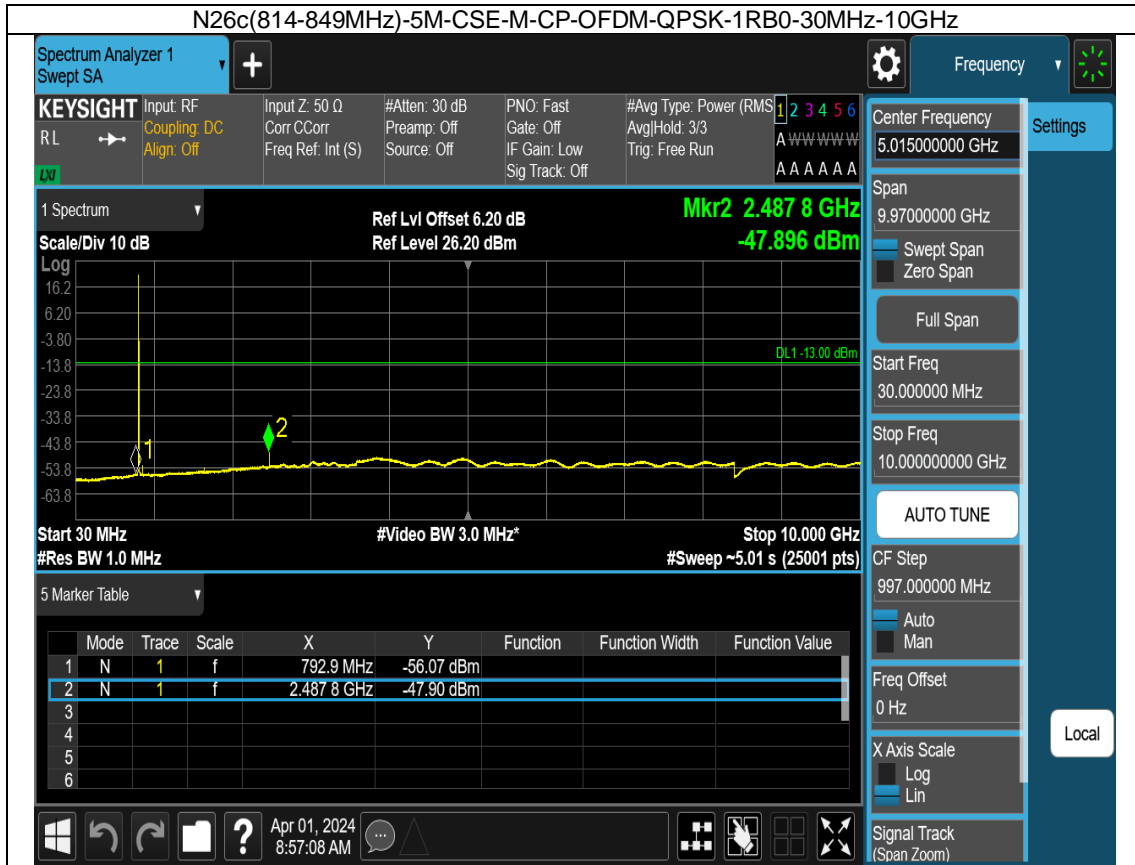 N26c(814-849MHz)-5M-CSE-M-CP-OFDM-QPSK-1RB0-30MHz-10GHz
Spectrum Analyzer 1
Swept SA
+
Frequency
KEYSIGHT
RL
LXI
Input: RF
Coupling: DC
Align: Off
Input Z: 50 Ω
Corr CCorr
Freq Ref: Int (S)
#Atten: 30 dB
Preamp: Off
Source: Off
PNO: Fast
Gate: Off
IF Gain: Low
Sig Track: Off
#Avg Type: Power (RMS
Avg|Hold: 3/3
Trig: Free Run
1 2 3 4 5 6
A W W W W W
A A A A A A
1 Spectrum
Scale/Div 10 dB
Log
Ref Lvl Offset 6.20 dB
Ref Level 26.20 dBm
Mkr2 2.487 8 GHz
-47.896 dBm
16.2
6.20
-3.80
-13.8
-23.8
-33.8
-43.8
-53.8
-63.8
DL1 -13.00 dBm
1
2
Start 30 MHz
#Res BW 1.0 MHz
#Video BW 3.0 MHz*
Stop 10.000 GHz
#Sweep ~5.01 s (25001 pts)
5 Marker Table
Mode Trace Scale X Y Function Function Width Function Value
1 N 1 f 792.9 MHz -56.07 dBm
2 N 1 f 2.487 8 GHz -47.90 dBm
3
4
5
6
Center Frequency
5.015000000 GHz
Span
9.97000000 GHz
Swept Span
Zero Span
Full Span
Start Freq
30.000000 MHz
Stop Freq
10.000000000 GHz
AUTO TUNE
CF Step
997.000000 MHz
Auto
Man
Freq Offset
0 Hz
X Axis Scale
Log
Lin
Signal Track
(Span Zoom)
Settings
Local
?
Apr 01, 2024
8:57:08 AM